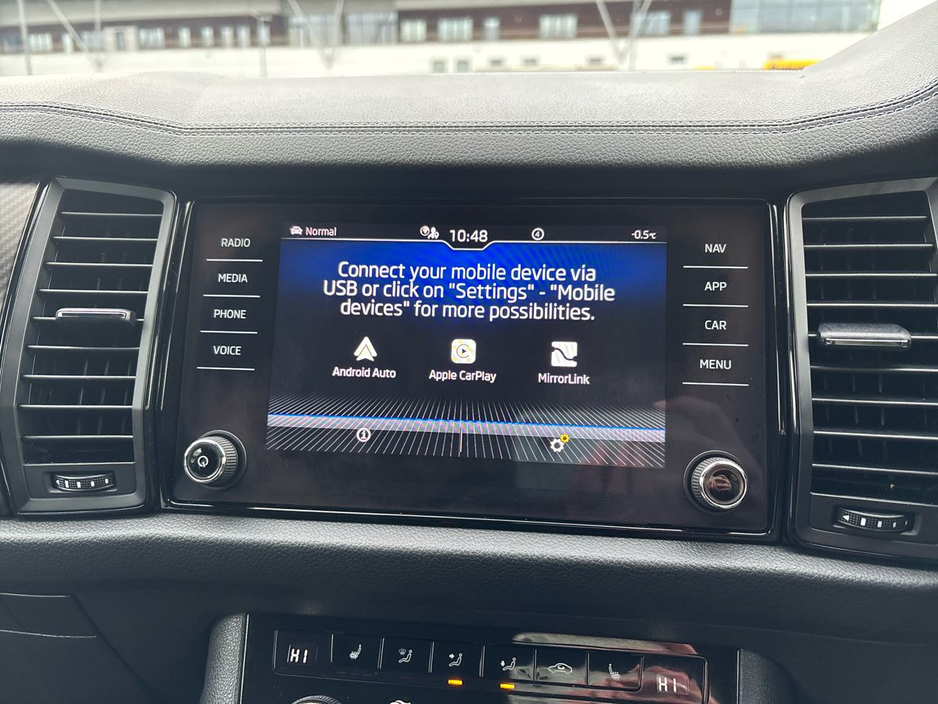 Normal
10:48
4
-0.5°C
RADIO
MEDIA
PHONE
VOICE
Connect your mobile device via
USB or click on "Settings" - "Mobile
devices" for more possibilities.
Android Auto
Apple CarPlay
MirrorLink
NAV
APP
CAR
MENU
HI
HI